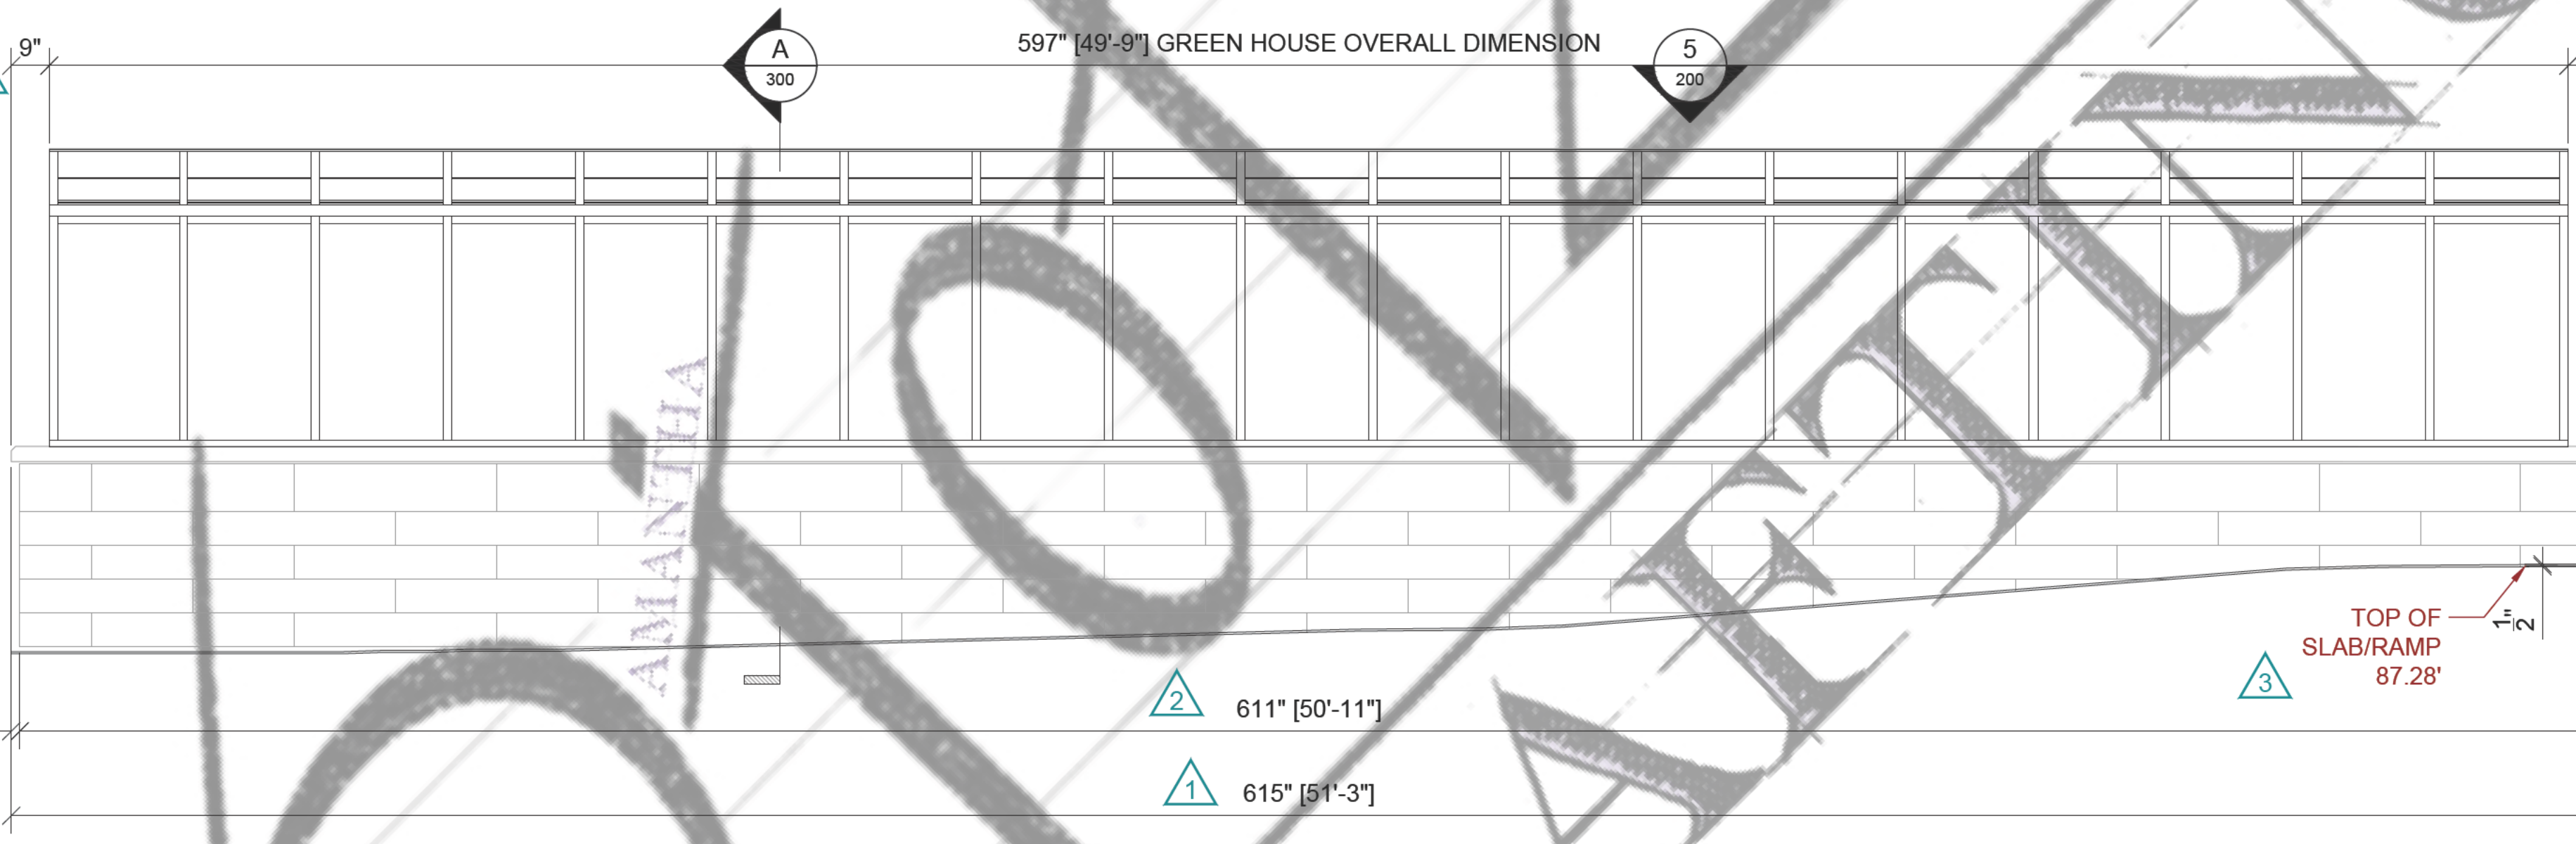 9"
A
300
597" [49'-9"] GREEN HOUSE OVERALL DIMENSION
5
200
AMANTHA
TOP OF
SLAB/RAMP
87.28'
1"
2
3
2
611" [50'-11"]
1
615" [51'-3"]